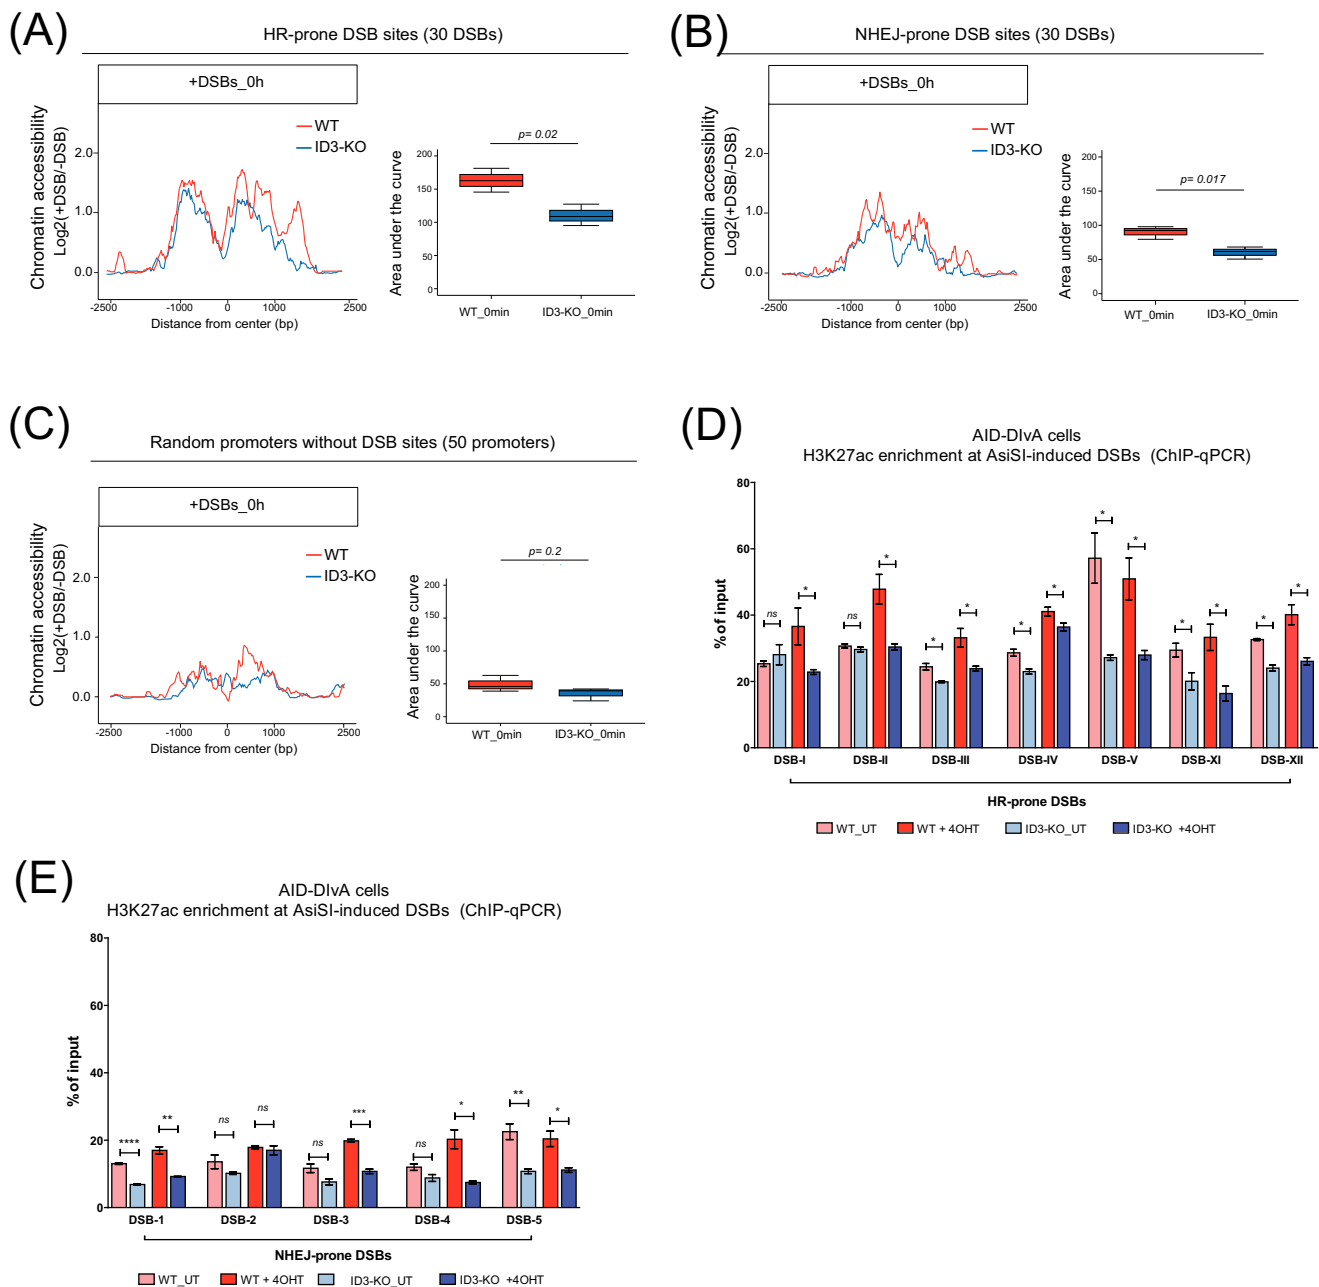 (A)
HR-prone DSB sites (30 DSBs)
+DSBs_0h
Chromatin accessibility
Log2(+DSB/-DSB)
2.0
1.0
0.0
WT
ID3-KO
-2500
-1000
0
1000
2500
Distance from center (bp)
p= 0.02
Area under the curve
200
150
100
50
0
WT_0min
ID3-KO_0min
(B)
NHEJ-prone DSB sites (30 DSBs)
+DSBs_0h
Chromatin accessibility
Log2(+DSB/-DSB)
2.0
1.0
0.0
WT
ID3-KO
-2500
-1000
0
1000
2500
Distance from center (bp)
p= 0.017
Area under the curve
200
150
100
50
0
WT_0min
ID3-KO_0min
(C)
Random promoters without DSB sites (50 promoters)
+DSBs_0h
Chromatin accessibility
Log2(+DSB/-DSB)
2.0
1.0
0.0
WT
ID3-KO
-2500
-1000
0
1000
2500
Distance from center (bp)
p= 0.2
Area under the curve
200
150
100
50
0
WT_0min
ID3-KO_0min
(D)
AID-DIvA cells
H3K27ac enrichment at AsiSI-induced DSBs (ChIP-qPCR)
% of input
80
60
40
20
0
ns
*
ns
*
*
*
*
*
*
*
*
*
*
*
DSB-I
DSB-II
DSB-III
DSB-IV
DSB-V
DSB-XI
DSB-XII
HR-prone DSBs
WT_UT
WT + 4OHT
ID3-KO_UT
ID3-KO +4OHT
(E)
AID-DIvA cells
H3K27ac enrichment at AsiSI-induced DSBs (ChIP-qPCR)
% of input
80
60
40
20
0
****
**
ns
ns
ns
***
ns
*
**
*
DSB-1
DSB-2
DSB-3
DSB-4
DSB-5
NHEJ-prone DSBs
WT_UT
WT + 4OHT
ID3-KO_UT
ID3-KO +4OHT